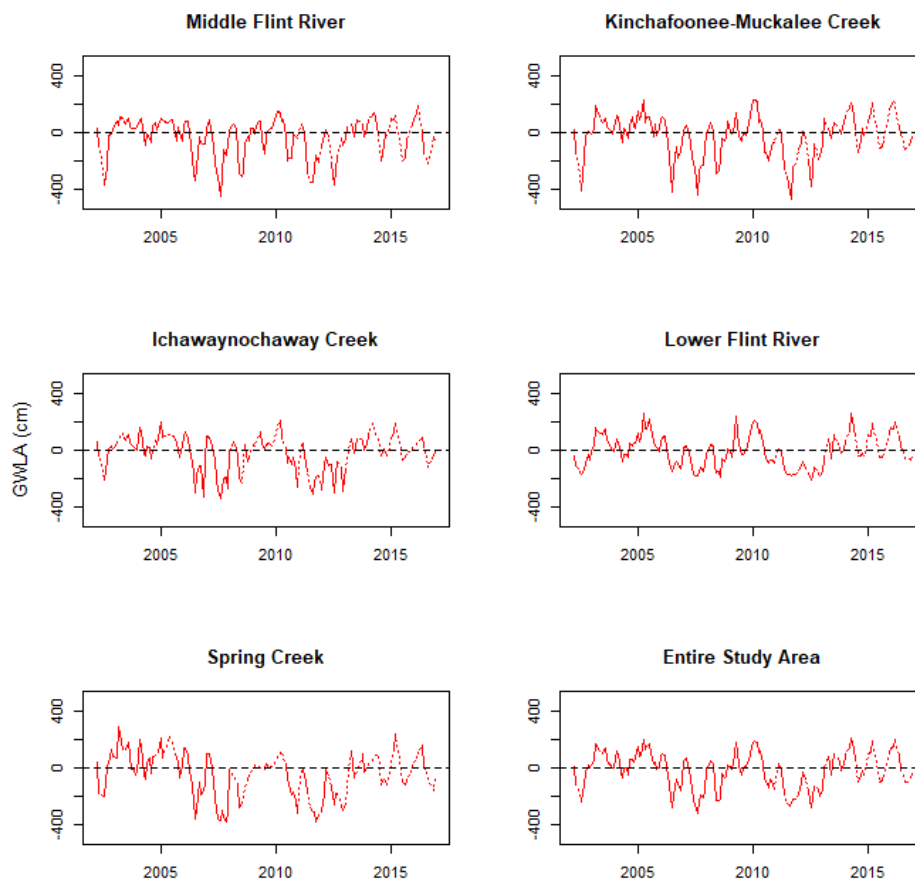 Middle Flint River
400
0
-400
2005 2010 2015
Kinchafoonee-Muckalee Creek
400
0
-400
2005 2010 2015
Ichawaynochaway Creek
GWLA (cm)
400
0
-400
2005 2010 2015
Lower Flint River
400
0
-400
2005 2010 2015
Spring Creek
400
0
-400
2005 2010 2015
Entire Study Area
400
0
-400
2005 2010 2015